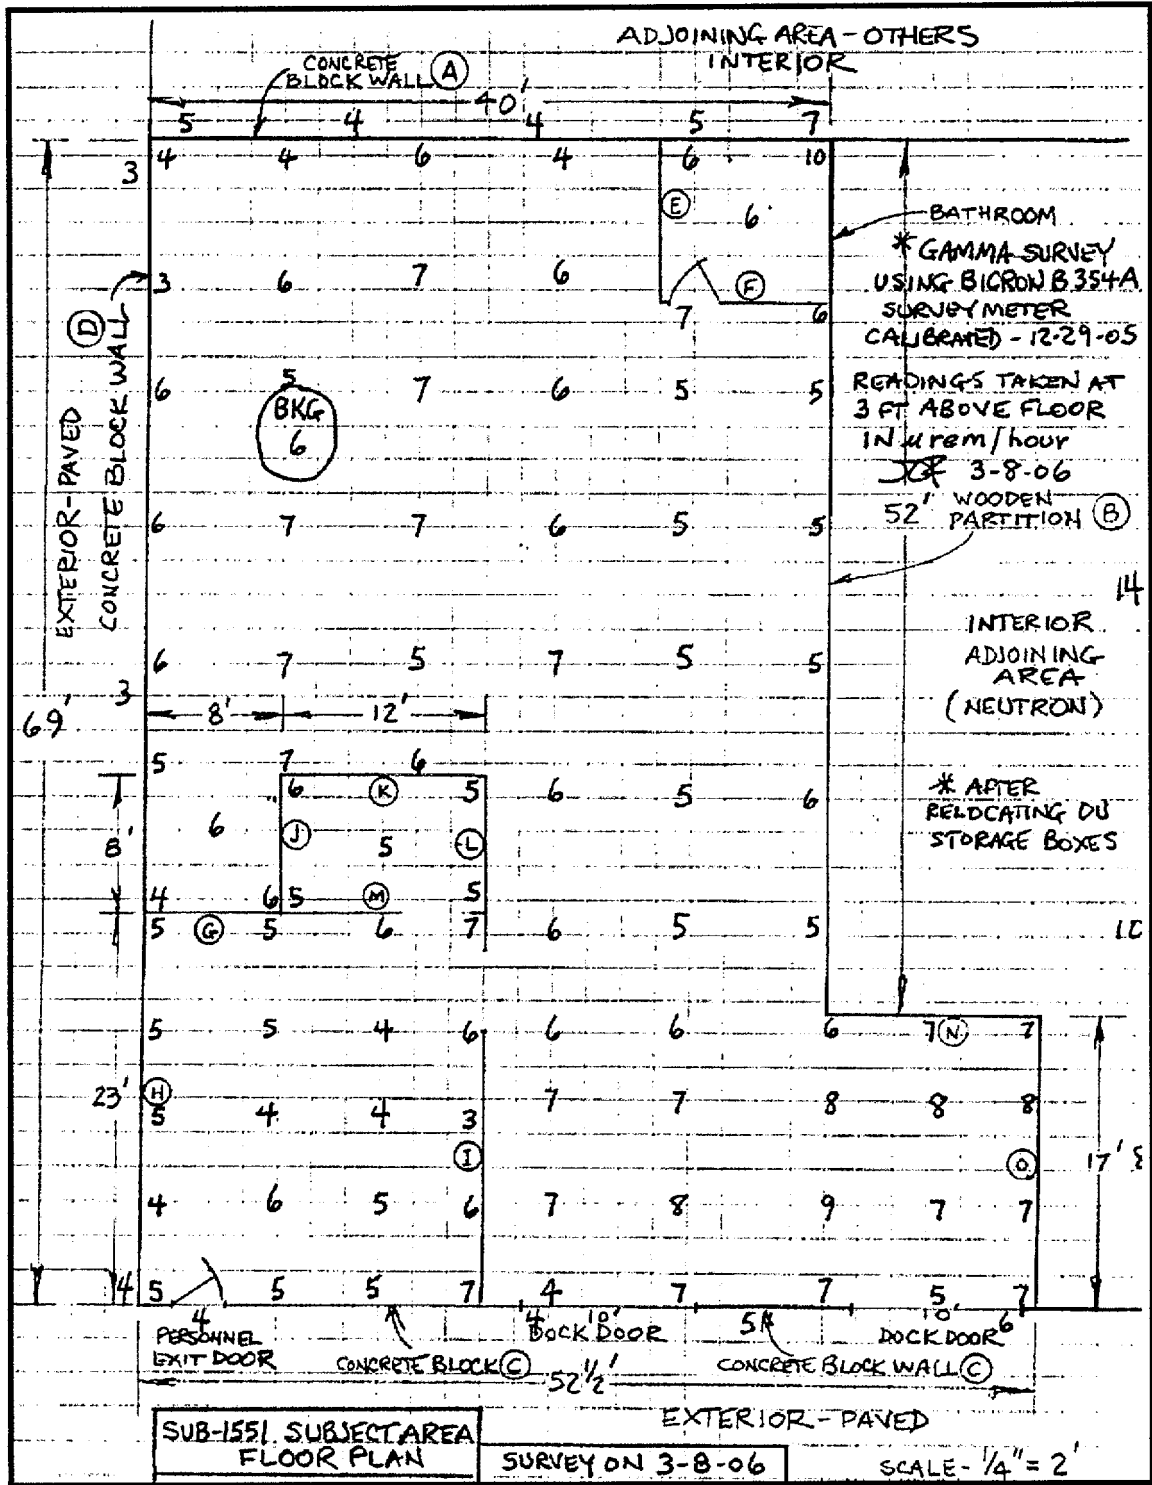 ADJOINING AREA - OTHERS
INTERIOR
CONCRETE
BLOCK WALL Ⓐ
40'
5 4 4 5 7
3
4 4 6 4 6 10
Ⓔ
6
BATHROOM
* GAMMA SURVEY
USING BICRON B354A
SURVEY METER
CALIBRATED - 12-29-05
3 6 7 6
Ⓕ
7 6
Ⓓ
CONCRETE BLOCK WALL
EXTERIOR - PAVED
READINGS TAKEN AT
3 FT ABOVE FLOOR
IN u rem/hour
3-8-06
6 5 7 6 5 5
BKG
6
52' WOODEN
PARTITION Ⓑ
6 7 7 6 5 5
14
INTERIOR
ADJOINING
AREA
(NEUTRON)
6 7 5 7 5 5
3
69'
8' 12'
5 7 6
6 Ⓚ 5 6 5 6
* AFTER
RELOCATING DU
STORAGE BOXES
8'
6 Ⓙ 5 Ⓛ
4 6 5 Ⓜ 5
5 Ⓖ 5 6 7 6 5 5
5 5 4 6 6 6 6 7 Ⓝ 7
23'
Ⓗ
5 4 4 3 7 7 8 8 8
Ⓘ
Ⓞ
17'
4 6 5 6 7 8 9 7 7
4 5 5 5 7 4 7 7 5 7
4
4 10'
5
10' 6
PERSONNEL
EXIT DOOR
DOCK DOOR
DOCK DOOR
CONCRETE BLOCK Ⓒ
CONCRETE BLOCK WALL Ⓒ
52 1/2'
EXTERIOR - PAVED
SUB-1551 SUBJECT AREA
FLOOR PLAN
SURVEY ON 3-8-06
SCALE - 1/4" = 2'